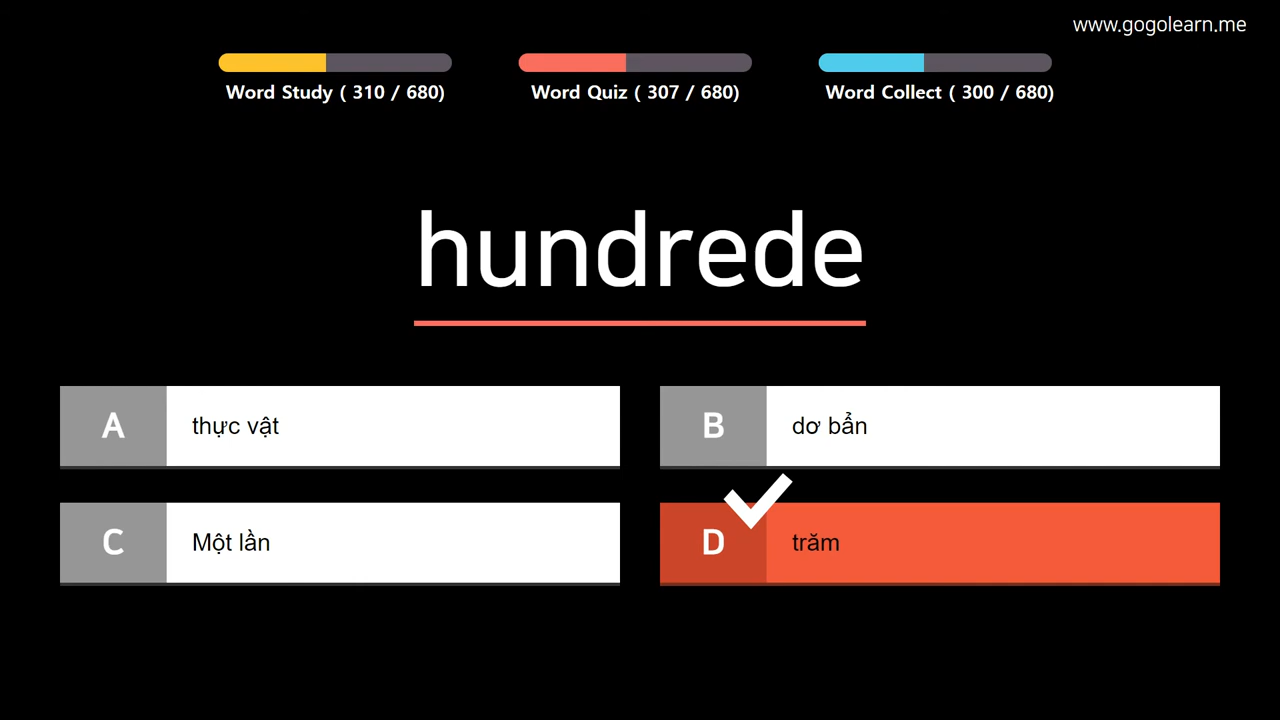 www.gogolearn.me
Word Study ( 310 / 680)
Word Quiz ( 307 / 680)
Word Collect ( 300 / 680)
hundrede
A thực vật
B dơ bẩn
C Một lần
D trăm